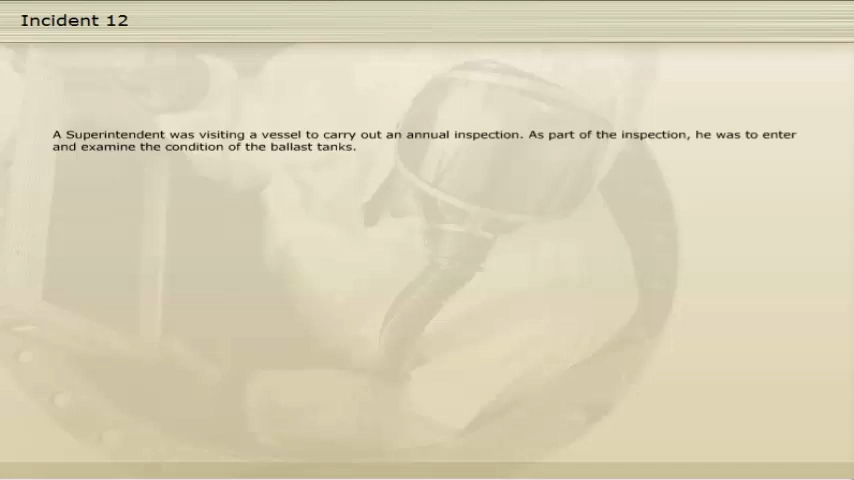 Incident 12
A Superintendent was visiting a vessel to carry out an annual inspection. As part of the inspection, he was to enter
and examine the condition of the ballast tanks.